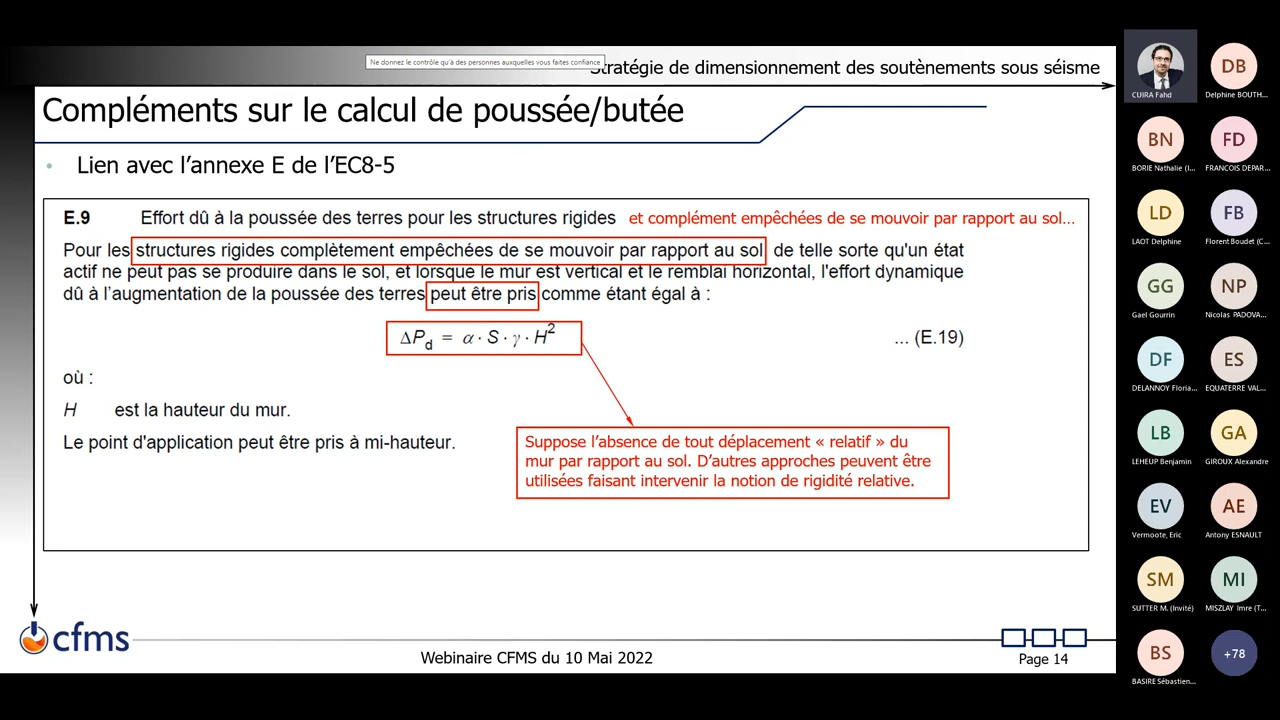 Ne donnez le contrôle qu'à des personnes auxquelles vous faites confiance
Stratégie de dimensionnement des soutènements sous séisme
Compléments sur le calcul de poussée/butée
• Lien avec l'annexe E de l'EC8-5
E.9 Effort dû à la poussée des terres pour les structures rigides et complément empêchées de se mouvoir par rapport au sol...
Pour les structures rigides complètement empêchées de se mouvoir par rapport au sol de telle sorte qu'un état
actif ne peut pas se produire dans le sol, et lorsque le mur est vertical et le remblai horizontal, l'effort dynamique
dû à l'augmentation de la poussée des terres peut être pris comme étant égal à :
ΔPd = α · S · γ · H² ... (E.19)
où :
H est la hauteur du mur.
Le point d'application peut être pris à mi-hauteur.
Suppose l'absence de tout déplacement « relatif » du
mur par rapport au sol. D'autres approches peuvent être
utilisées faisant intervenir la notion de rigidité relative.
cfms
Webinaire CFMS du 10 Mai 2022
Page 14
CUIRA Fahd
DB
Delphine BOUTH...
BN
BORIE Nathalie (I...
FD
FRANCOIS DEPAR...
LD
LAOT Delphine
FB
Florent Boudet (C...
GG
Gael Gourrin
NP
Nicolas PADOVA...
DF
DELANNOY Floria...
ES
EQUATERRE VAL...
LB
LEHEUP Benjamin
GA
GIROUX Alexandre
EV
Vermoote, Eric
AE
Antony ESNAULT
SM
SUTTER M. (Invité)
MI
MISZLAY Imre (T...
BS
BASIRE Sébastien...
+78